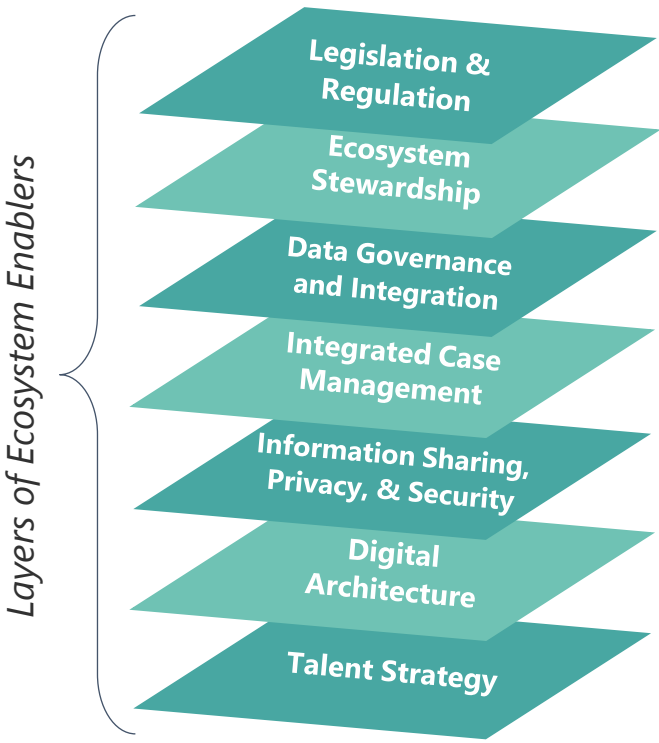 Layers of Ecosystem Enablers
Legislation &
Regulation
Ecosystem
Stewardship
Data Governance
and Integration
Integrated Case
Management
Information Sharing,
Privacy, & Security
Digital
Architecture
Talent Strategy